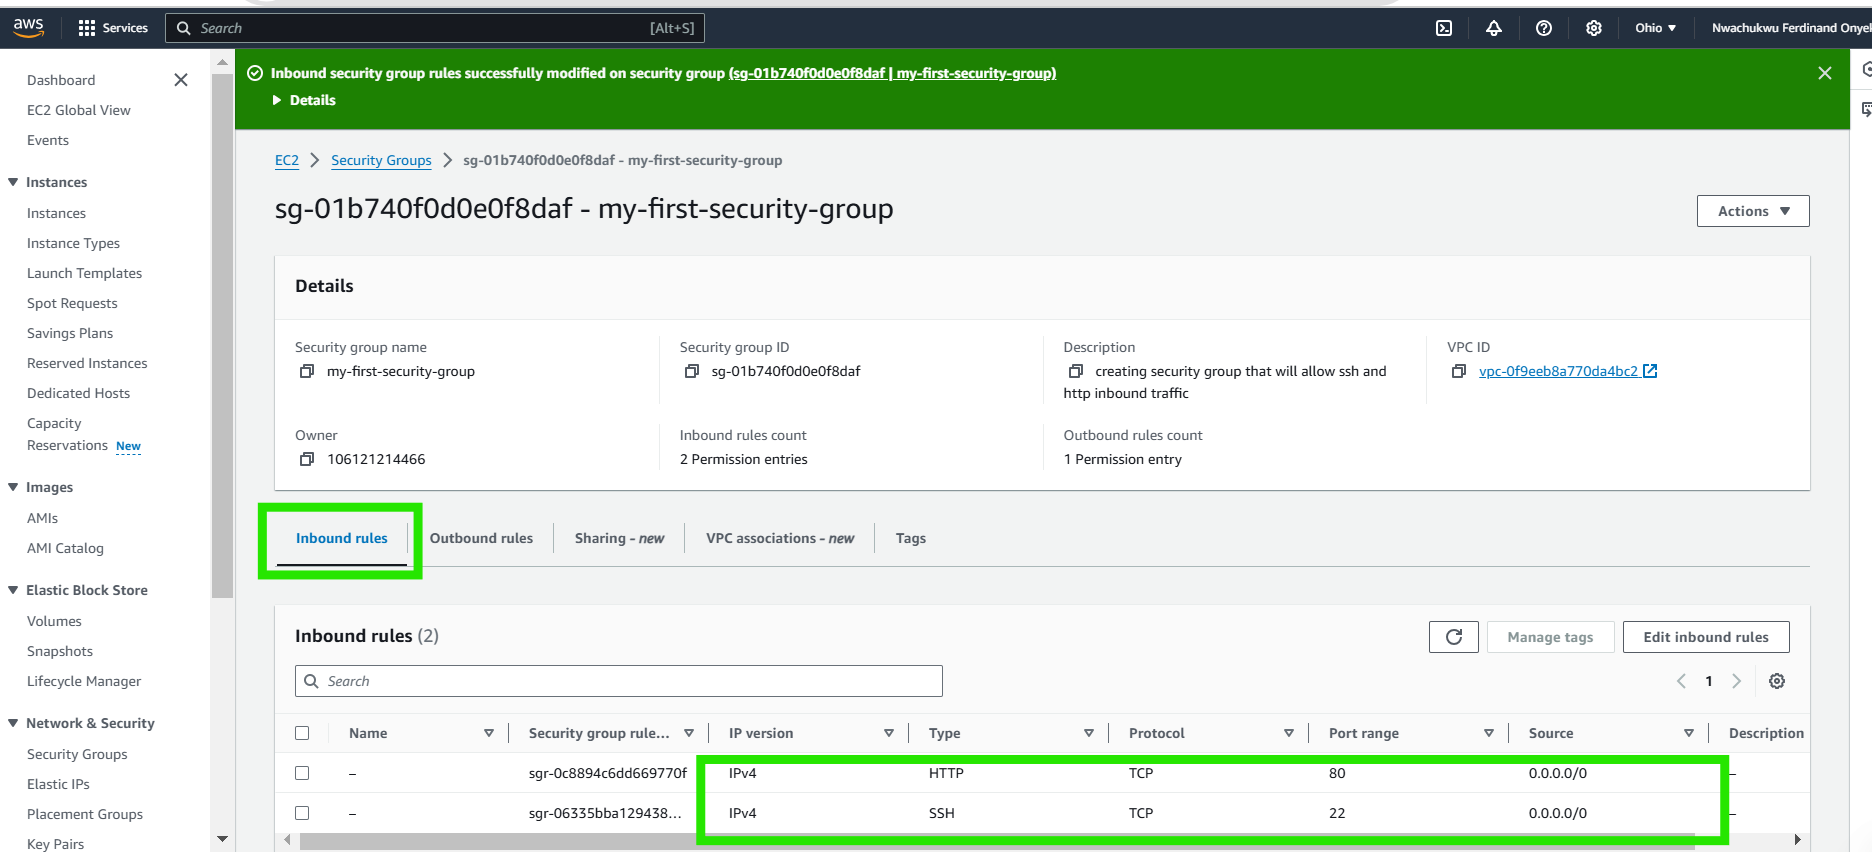 aws
Services
Search
[Alt+S]
Ohio
Nwachukwu Ferdinand Onyek
Dashboard
EC2 Global View
Events
Instances
Instances
Instance Types
Launch Templates
Spot Requests
Savings Plans
Reserved Instances
Dedicated Hosts
Capacity
Reservations New
Images
AMIs
AMI Catalog
Elastic Block Store
Volumes
Snapshots
Lifecycle Manager
Network & Security
Security Groups
Elastic IPs
Placement Groups
Key Pairs
Inbound security group rules successfully modified on security group (sg-01b740f0d0e0f8daf | my-first-security-group)
Details
EC2 > Security Groups > sg-01b740f0d0e0f8daf - my-first-security-group
sg-01b740f0d0e0f8daf - my-first-security-group
Actions
Details
Security group name
my-first-security-group
Security group ID
sg-01b740f0d0e0f8daf
Description
creating security group that will allow ssh and
http inbound traffic
VPC ID
vpc-0f9eeb8a770da4bc2
Owner
106121214466
Inbound rules count
2 Permission entries
Outbound rules count
1 Permission entry
Inbound rules
Outbound rules
Sharing - new
VPC associations - new
Tags
Inbound rules (2)
Manage tags
Edit inbound rules
Search
1
Name Security group rule... IP version Type Protocol Port range Source Description
– sgr-0c8894c6dd669770f IPv4 HTTP TCP 80 0.0.0.0/0 –
– sgr-06335bba129438... IPv4 SSH TCP 22 0.0.0.0/0 –